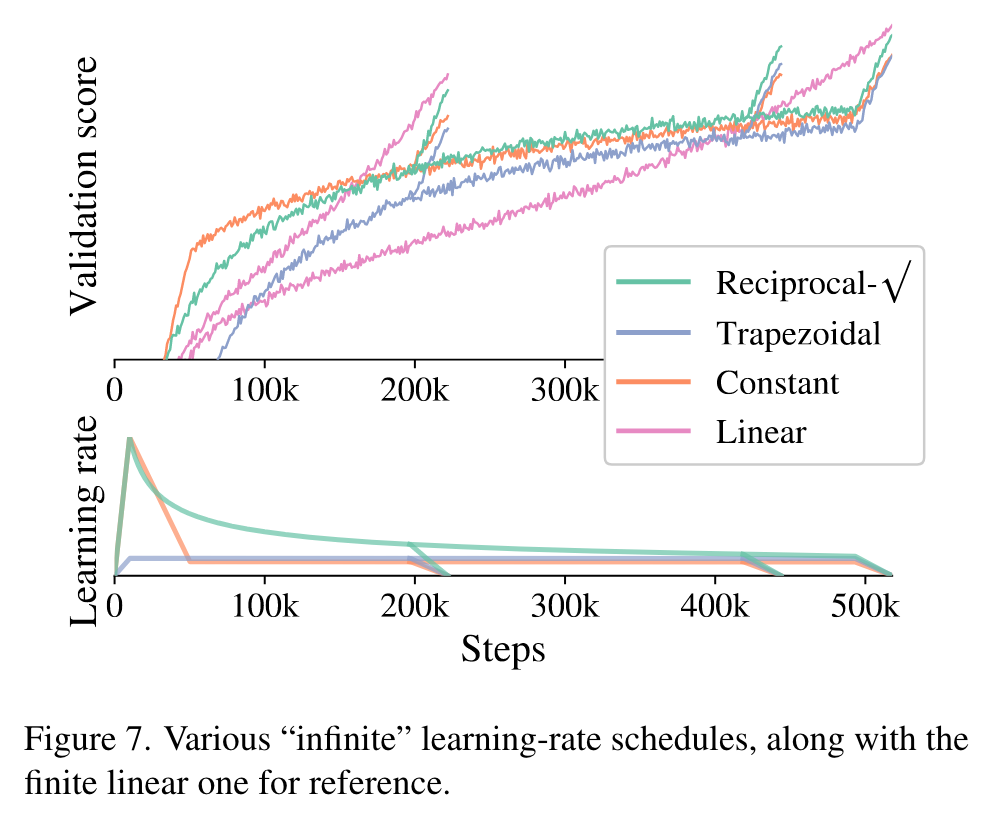 Validation score
0 100k 200k 300k
Reciprocal-√
Trapezoidal
Constant
Linear
Learning rate
0 100k 200k 300k 400k 500k
Steps
Figure 7. Various “infinite” learning-rate schedules, along with the
finite linear one for reference.